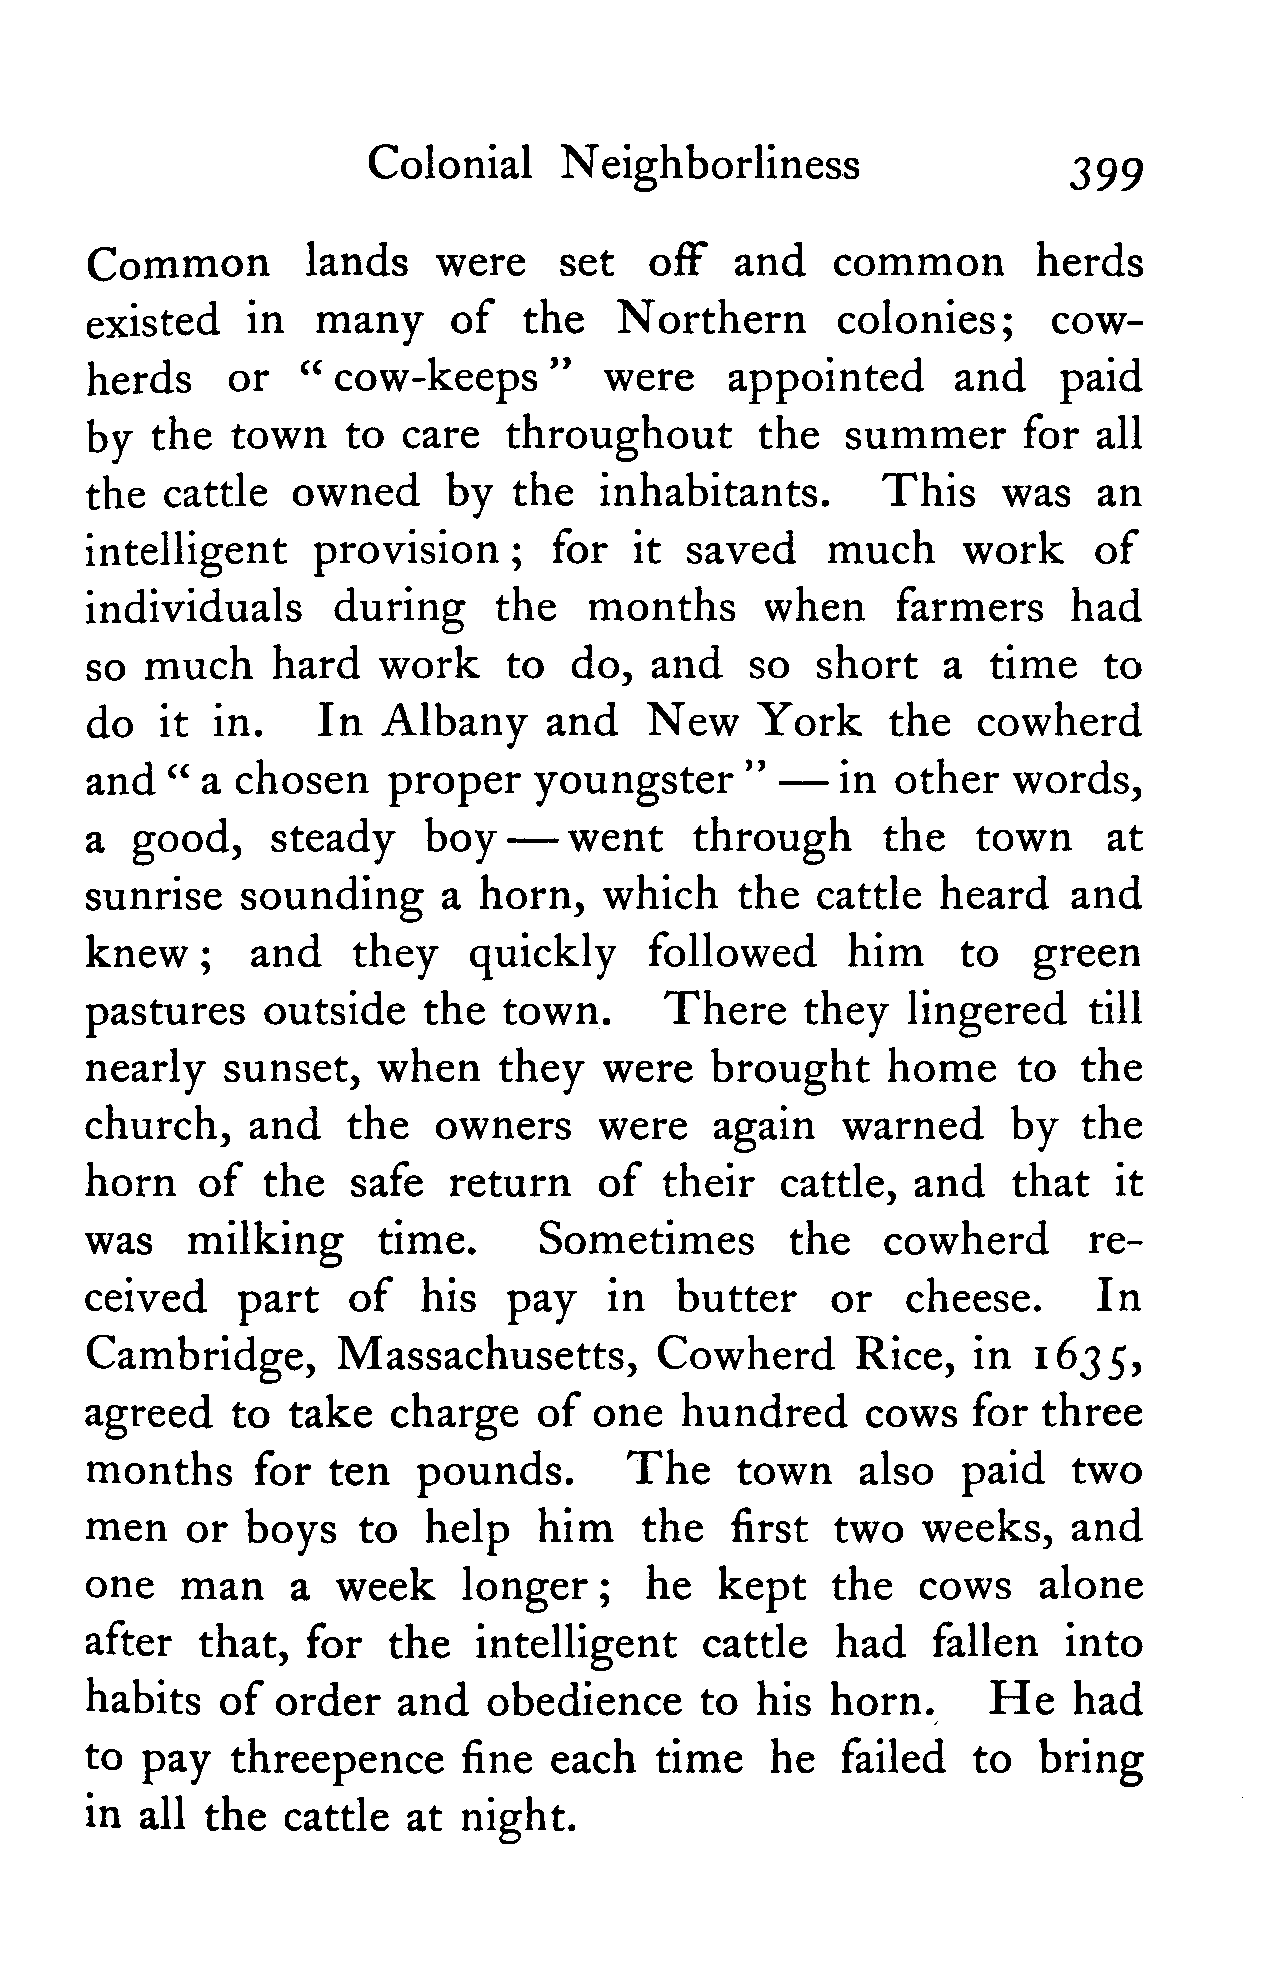 Colonial Neighborliness 399
Common lands were set off and common herds
existed in many of the Northern colonies; cow-
herds or “ cow-keeps ” were appointed and paid
by the town to care throughout the summer for all
the cattle owned by the inhabitants. This was an
intelligent provision ; for it saved much work of
individuals during the months when farmers had
so much hard work to do, and so short a time to
do it in. In Albany and New York the cowherd
and “ a chosen proper youngster ” — in other words,
a good, steady boy — went through the town at
sunrise sounding a horn, which the cattle heard and
knew ; and they quickly followed him to green
pastures outside the town. There they lingered till
nearly sunset, when they were brought home to the
church, and the owners were again warned by the
horn of the safe return of their cattle, and that it
was milking time. Sometimes the cowherd re-
ceived part of his pay in butter or cheese. In
Cambridge, Massachusetts, Cowherd Rice, in 1635,
agreed to take charge of one hundred cows for three
months for ten pounds. The town also paid two
men or boys to help him the first two weeks, and
one man a week longer ; he kept the cows alone
after that, for the intelligent cattle had fallen into
habits of order and obedience to his horn. He had
to pay threepence fine each time he failed to bring
in all the cattle at night.